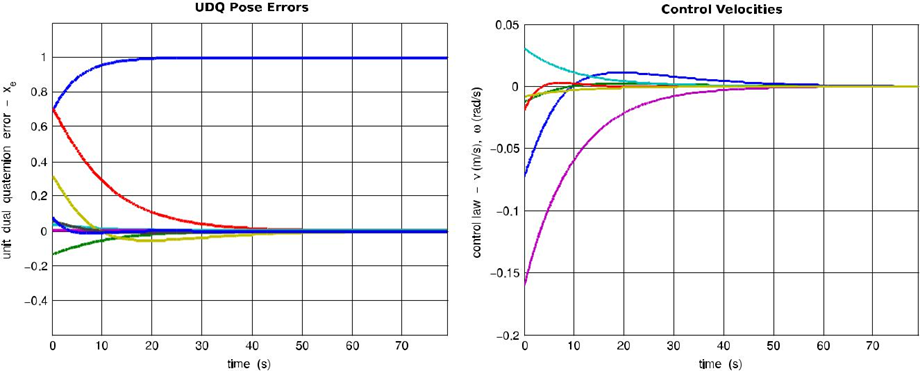 UDQ Pose Errors
unit dual quaternion error – x_e
1
0.8
0.6
0.4
0.2
0
−0.2
−0.4
0 10 20 30 40 50 60 70
time (s)
Control Velocities
control law – v (m/s), ω (rad/s)
0.05
0
−0.05
−0.1
−0.15
−0.2
0 10 20 30 40 50 60 70
time (s)